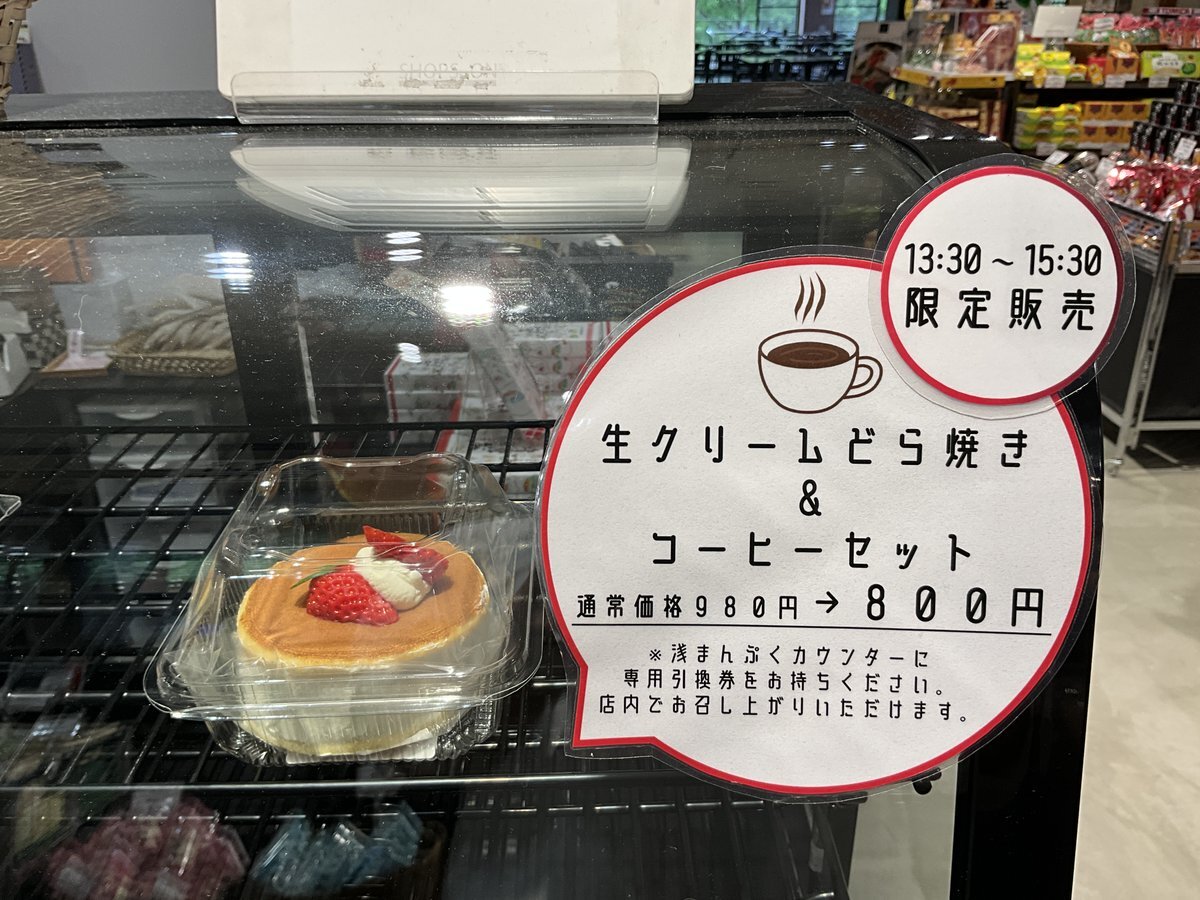 13:30～15:30
限定販売
生クリームどら焼き
&
コーヒーセット
通常価格980円→800円
※浅まんぷくカウンターに
専用引換券をお持ちください。
店内でお召し上がりいただけます。